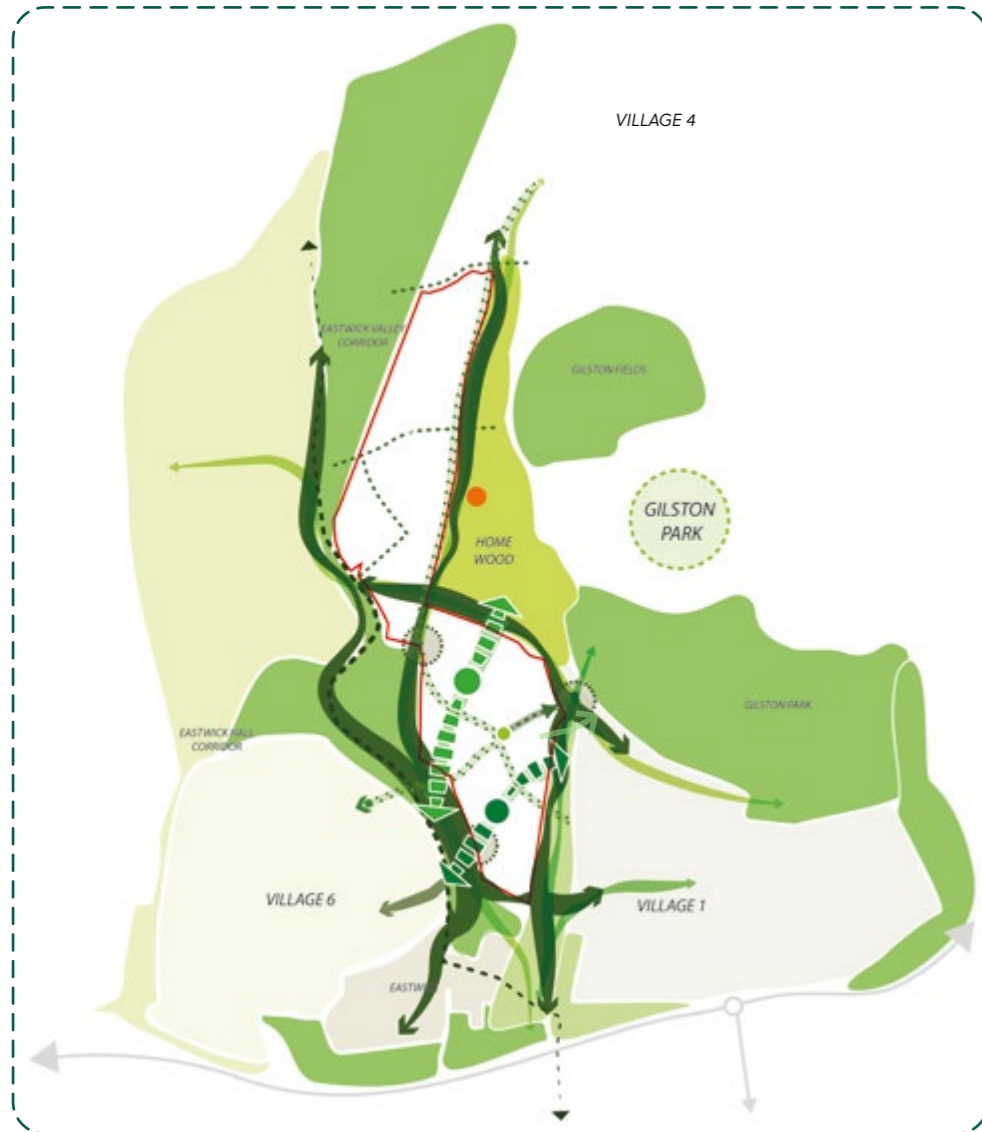 VILLAGE 4
EASTWICK VALLEY
CORRIDOR
GILSTON FIELDS
GILSTON
PARK
HOME
WOOD
GILSTON PARK
EASTWICK HALL
CORRIDOR
VILLAGE 6
VILLAGE 1